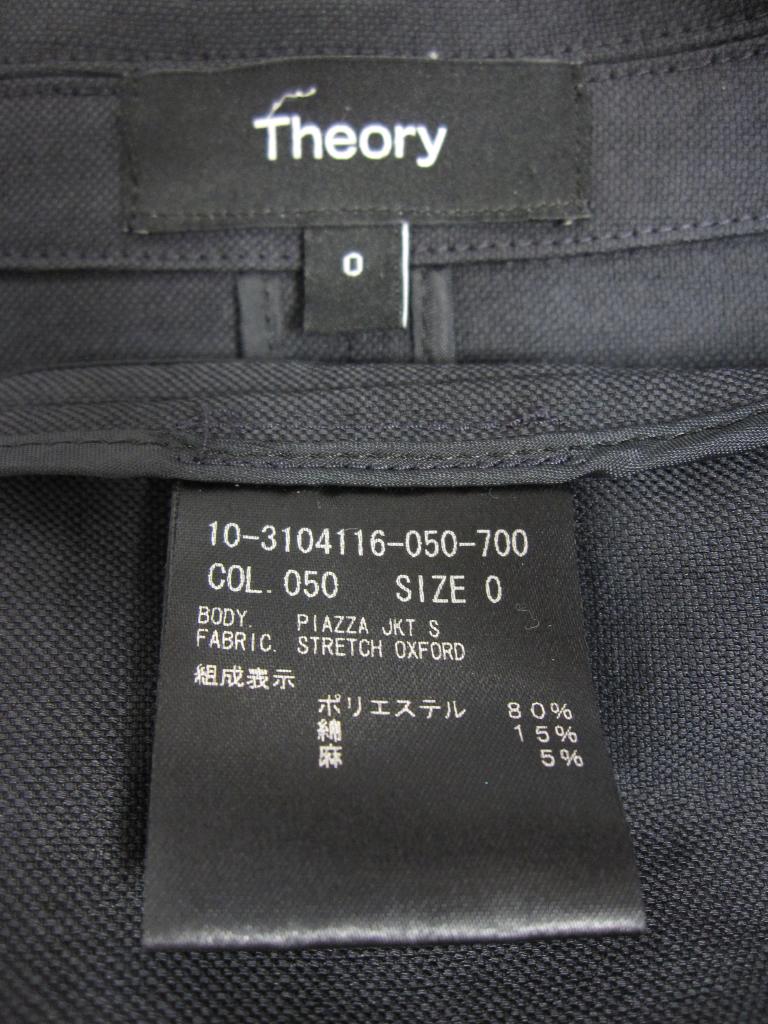 Theory
0
10-3104116-050-700
COL. 050 SIZE 0
BODY. PIAZZA JKT S
FABRIC. STRETCH OXFORD
組成表示
ポリエステル 80%
綿 15%
麻 5%